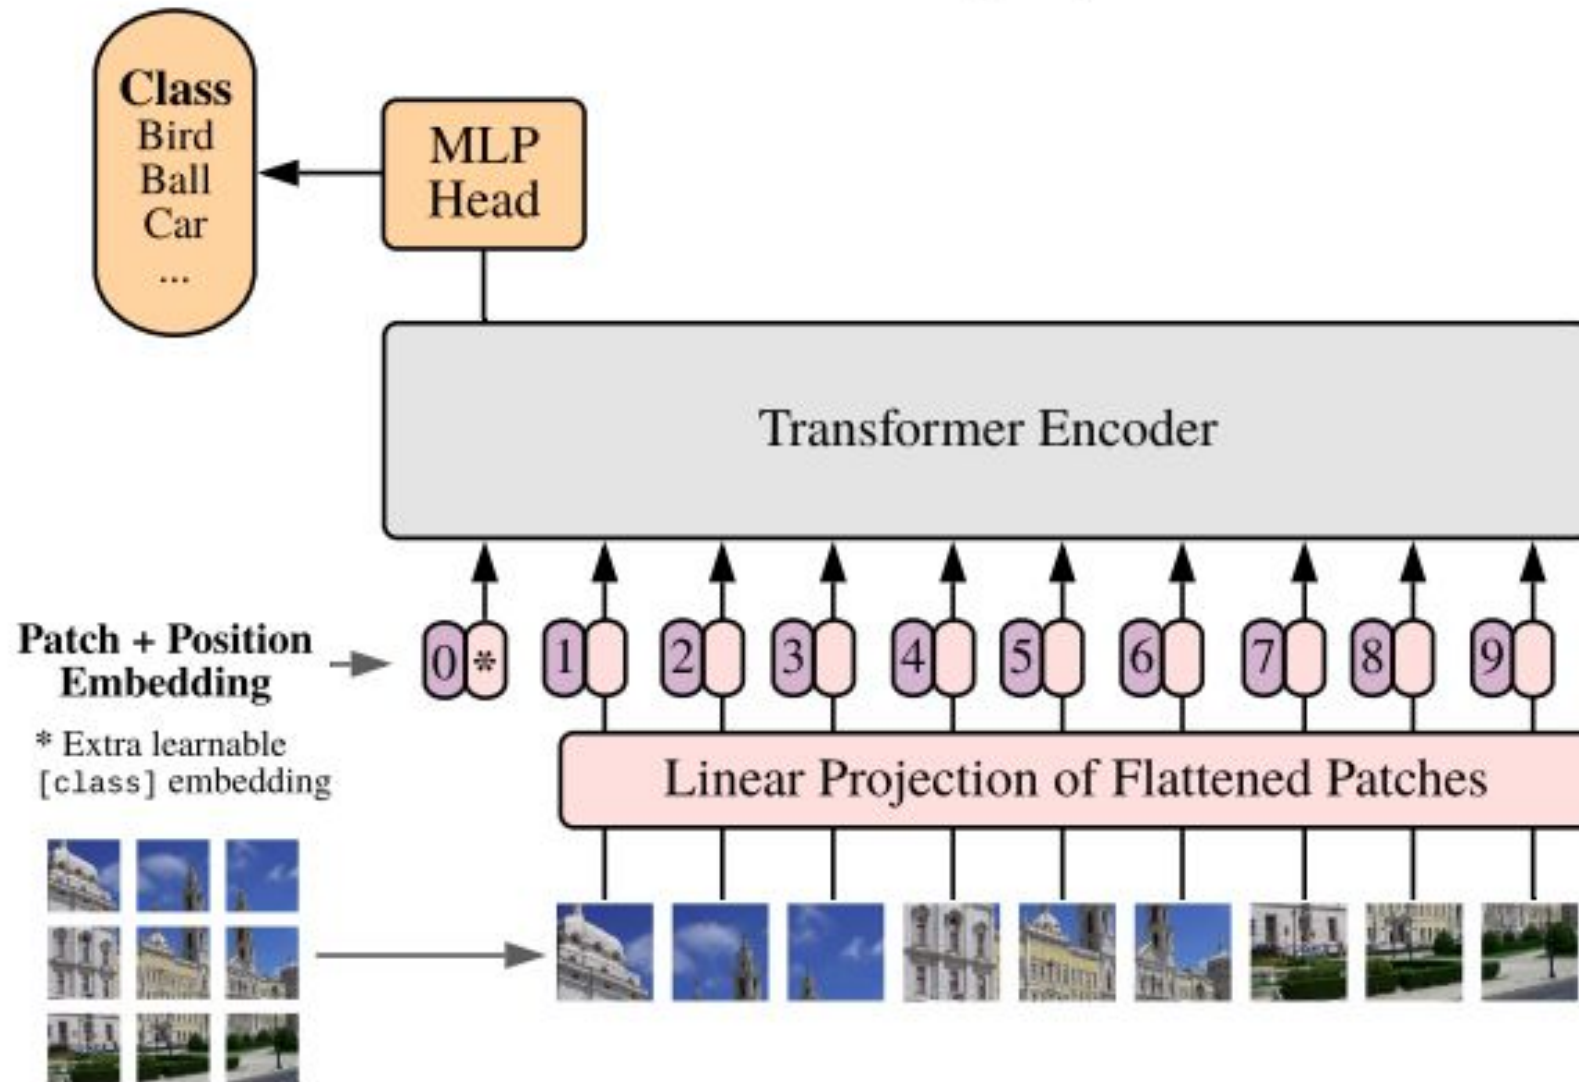 Class
Bird
Ball
Car
...
MLP
Head
Transformer Encoder
Patch + Position
Embedding
0 * 1 2 3 4 5 6 7 8 9
* Extra learnable
[class] embedding
Linear Projection of Flattened Patches